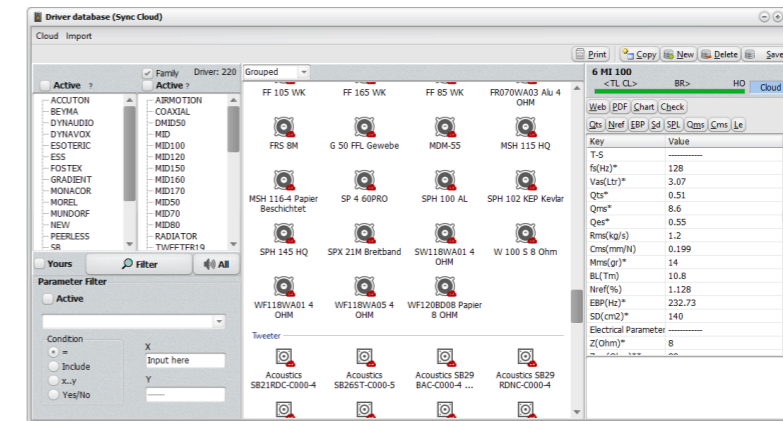 Driver database (Sync Cloud)
Cloud Import
Print Copy New Delete Save
Active ?
Family Driver: 220
Active ?
ACCUTON
BEYMA
DYNAUDIO
DYNAVOX
ESOTERIC
ESS
FOSTEX
GRADIENT
MONACOR
MOREL
MUNDORF
NEW
PEERLESS
SB
AIRMOTION
COAXIAL
DMID50
MID
MID100
MID120
MID150
MID160
MID170
MID50
MID70
MID80
RADIATOR
TWEETER19
Yours Filter All
Parameter Filter
Active
Condition
=
Include
x..y
Yes/No
X
Input here
Y
-----
Grouped
FF 105 WK FF 165 WK FF 85 WK FR070WA03 Alu 4
OHM
FRS 8M G 50 FFL Gewebe MDM-55 MSH 115 HQ
MSH 116-4 Papier SP 4 60PRO SPH 100 AL SPH 102 KEP Kevlar
Beschichtet
SPH 145 HQ SPX 21M Breitband SW118WA01 4 W 100 S 8 Ohm
OHM
WF118WA01 4 WF118WA05 4 WF120BD08 Papier
OHM OHM 8 OHM
Tweeter
Acoustics Acoustics Acoustics SB29 Acoustics SB29
SB21RDC-C000-4 SB26ST-C000-5 BAC-C000-4 ... RDNC-C000-4
6 MI 100
<TL CL> BR> HO Cloud
Web PDF Chart Check
Qts Nref EBP Sd SPL Qms Cms Le
Key Value
T-S ------------
fs(Hz)* 128
Vas(Ltr)* 3.07
Qts* 0.51
Qms* 8.6
Qes* 0.55
Rms(kg/s) 1.2
Cms(mm/N) 0.199
Mms(gr)* 14
BL(Tm) 10.8
Nref(%) 1.128
EBP(Hz)* 232.73
SD(cm2)* 140
Electrical Parameter ------------
Z(Ohm)* 8